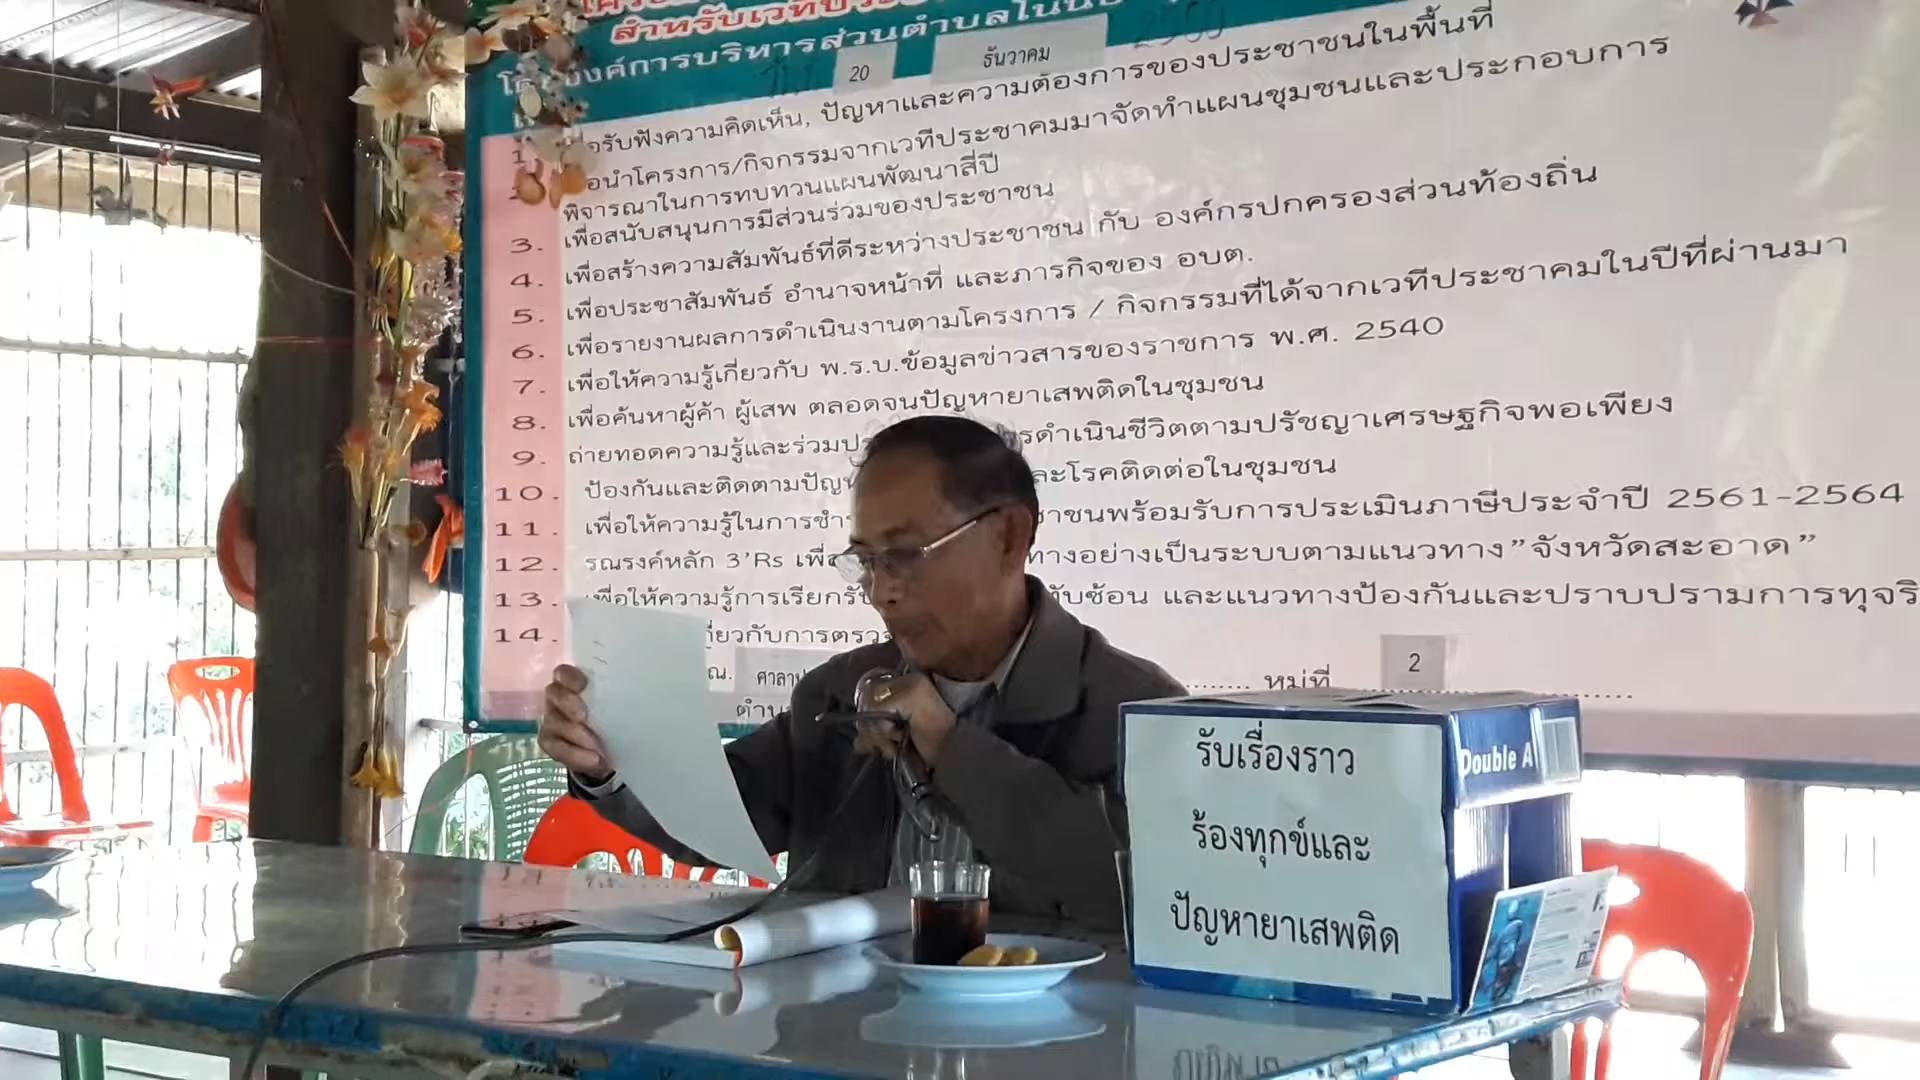 สำหรับเวที
องค์การบริหารส่วนตำบลโนน
20 ธันวาคม 2560
1. รับฟังความคิดเห็น, ปัญหาและความต้องการของประชาชนในพื้นที่
นำโครงการ/กิจกรรมจากเวทีประชาคมมาจัดทำแผนชุมชนและประกอบการ
พิจารณาในการทบทวนแผนพัฒนาสี่ปี
3. เพื่อสนับสนุนการมีส่วนร่วมของประชาชน
4. เพื่อสร้างความสัมพันธ์ที่ดีระหว่างประชาชน กับ องค์กรปกครองส่วนท้องถิ่น
5. เพื่อประชาสัมพันธ์ อำนาจหน้าที่ และภารกิจของ อบต.
6. เพื่อรายงานผลการดำเนินงานตามโครงการ / กิจกรรมที่ได้จากเวทีประชาคมในปีที่ผ่านมา
7. เพื่อให้ความรู้เกี่ยวกับ พ.ร.บ.ข้อมูลข่าวสารของราชการ พ.ศ. 2540
8. เพื่อค้นหาผู้ค้า ผู้เสพ ตลอดจนปัญหายาเสพติดในชุมชน
9. ถ่ายทอดความรู้และร่วม ดำเนินชีวิตตามปรัชญาเศรษฐกิจพอเพียง
10. ป้องกันและติดตามปัญ และโรคติดต่อในชุมชน
11. เพื่อให้ความรู้ในการชำ ชาชนพร้อมรับการประเมินภาษีประจำปี 2561-2564
12. รณรงค์หลัก 3'Rs เพื่อ ทางอย่างเป็นระบบตามแนวทาง"จังหวัดสะอาด"
13. เพื่อให้ความรู้การเรียกรับ ทับซ้อน และแนวทางป้องกันและปราบปรามการทุจริ
14. เกี่ยวกับการตรวจ
ณ. ศาลา หมู่ที่ 2
ตำบ
รับเรื่องราว
ร้องทุกข์และ
ปัญหายาเสพติด
Double A